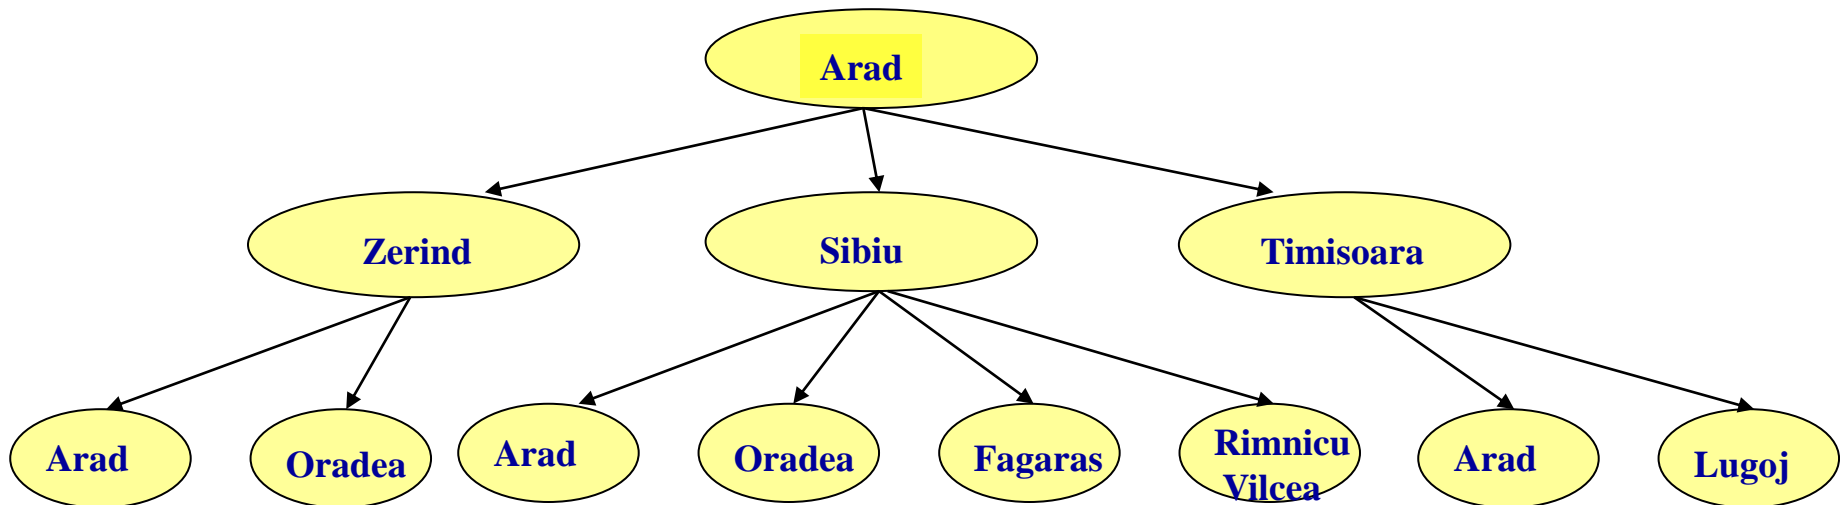 Arad
Zerind
Sibiu
Timisoara
Arad
Oradea
Arad
Oradea
Fagaras
Rimnicu
Vilcea
Arad
Lugoj